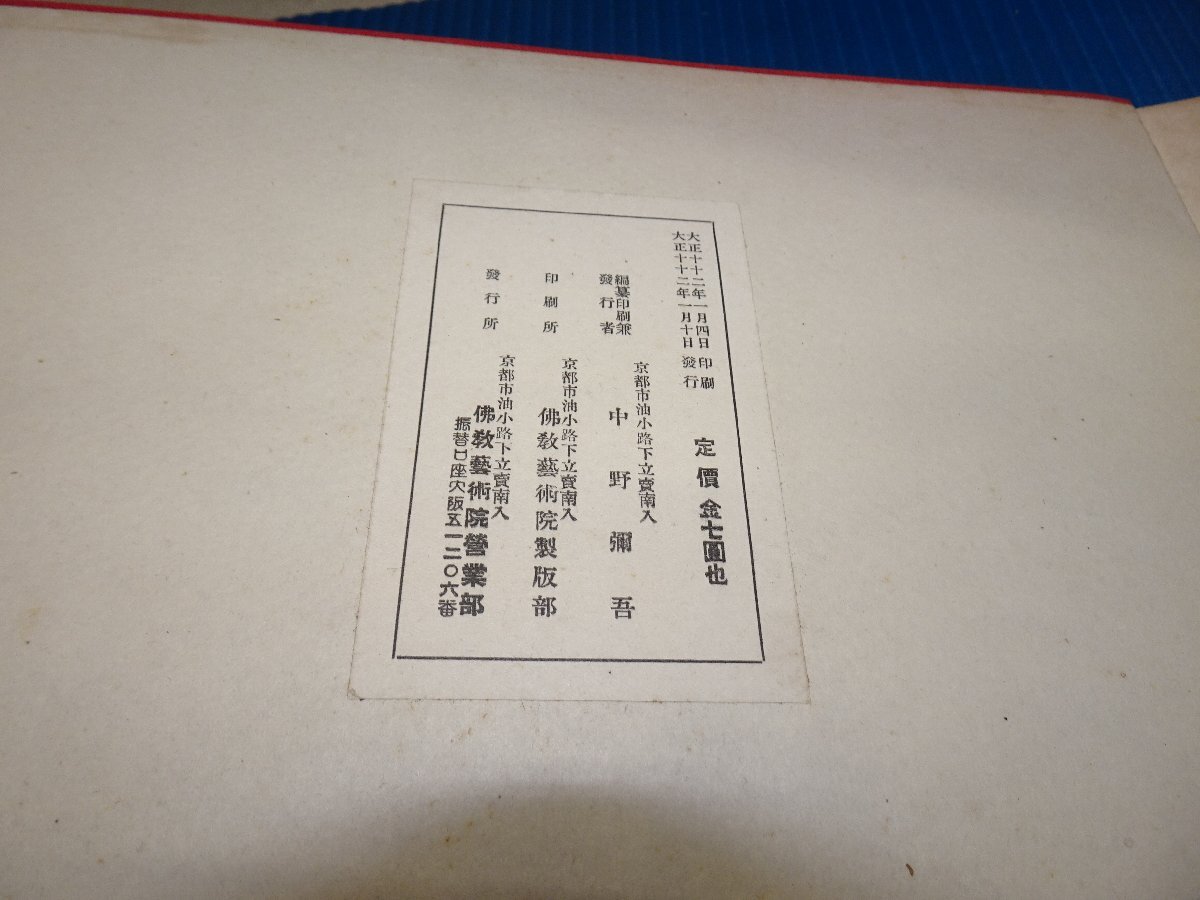 大正十二年一月四日印刷
大正十二年一月十日發行
定價金七圓也
編纂印刷兼
發行者
京都市油小路下立賣南入
中野彌吾
印刷所
京都市油小路下立賣南入
佛敎藝術院製版部
發行所
京都市油小路下立賣南入
佛敎藝術院營業部
振替口座大阪五一二〇六番